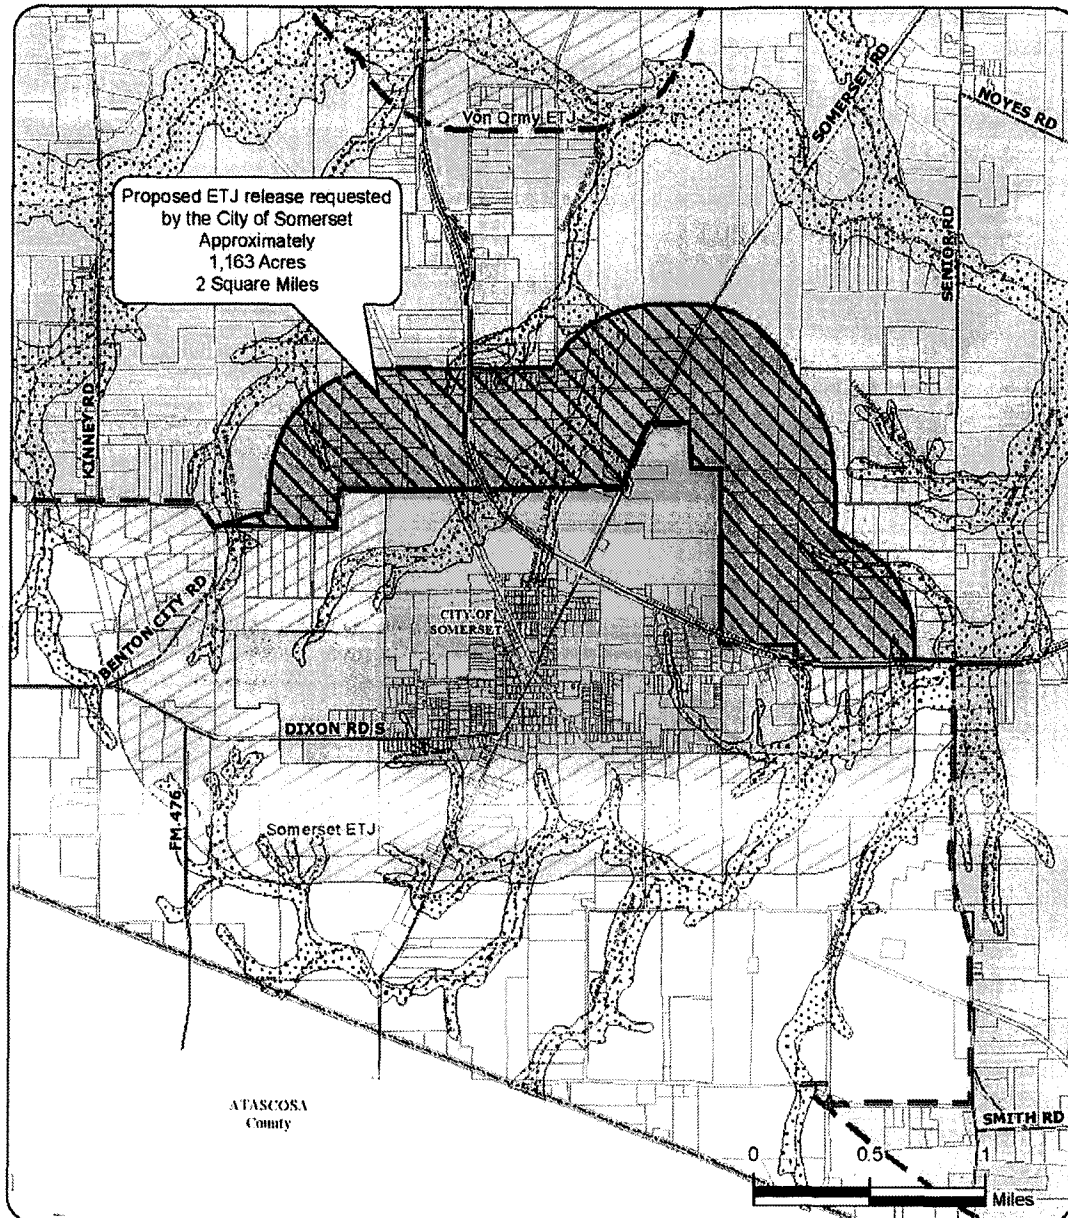 Von Ormy ETJ
SOMERSET RD
NOYES RD
Proposed ETJ release requested
by the City of Somerset
Approximately
1,163 Acres
2 Square Miles
SENIOR RD
KINNEY RD
BENTON CITY RD
CITY OF
SOMERSET
DIXON RD S
FM 476
Somerset ETJ
ATASCOSA
County
SMITH RD
0 0.5 1
Miles